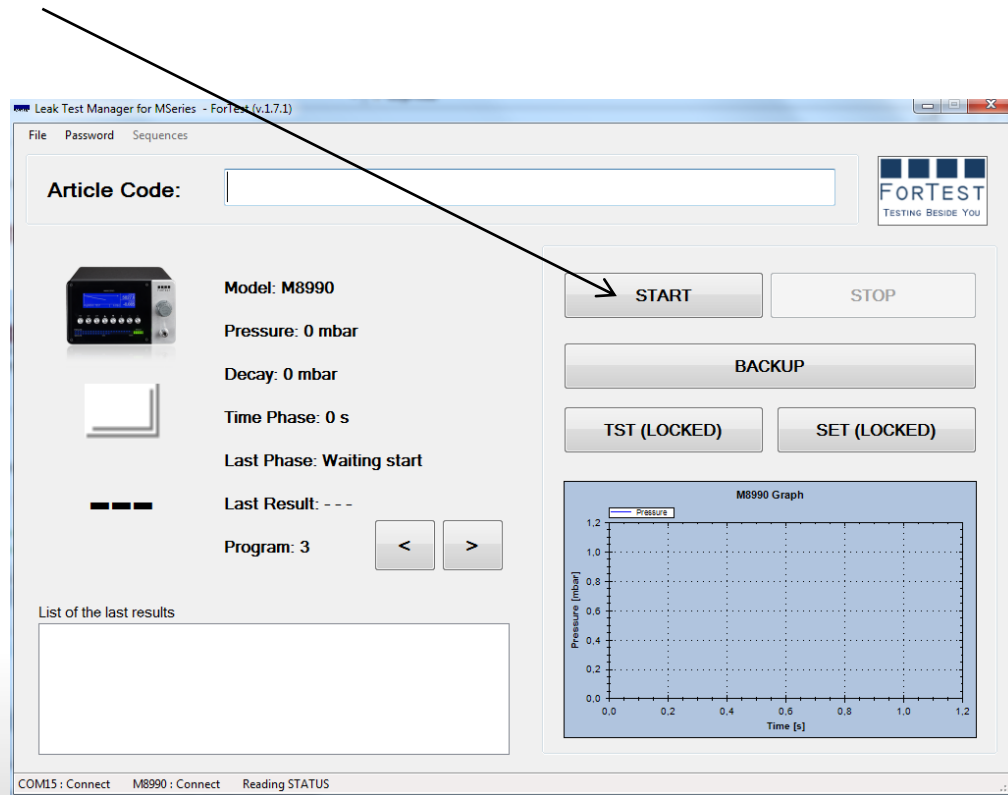 Leak Test Manager for MSeries - ForTest (v.1.7.1)
File Password Sequences
Article Code:
FORTEST
TESTING BESIDE YOU
Model: M8990
Pressure: 0 mbar
Decay: 0 mbar
Time Phase: 0 s
Last Phase: Waiting start
Last Result: - - -
Program: 3
< >
List of the last results
START STOP
BACKUP
TST (LOCKED) SET (LOCKED)
M8990 Graph
Pressure
Pressure [mbar]
1,2
1,0
0,8
0,6
0,4
0,2
0,0
0,0 0,2 0,4 0,6 0,8 1,0 1,2
Time [s]
COM15 : Connect M8990 : Connect Reading STATUS